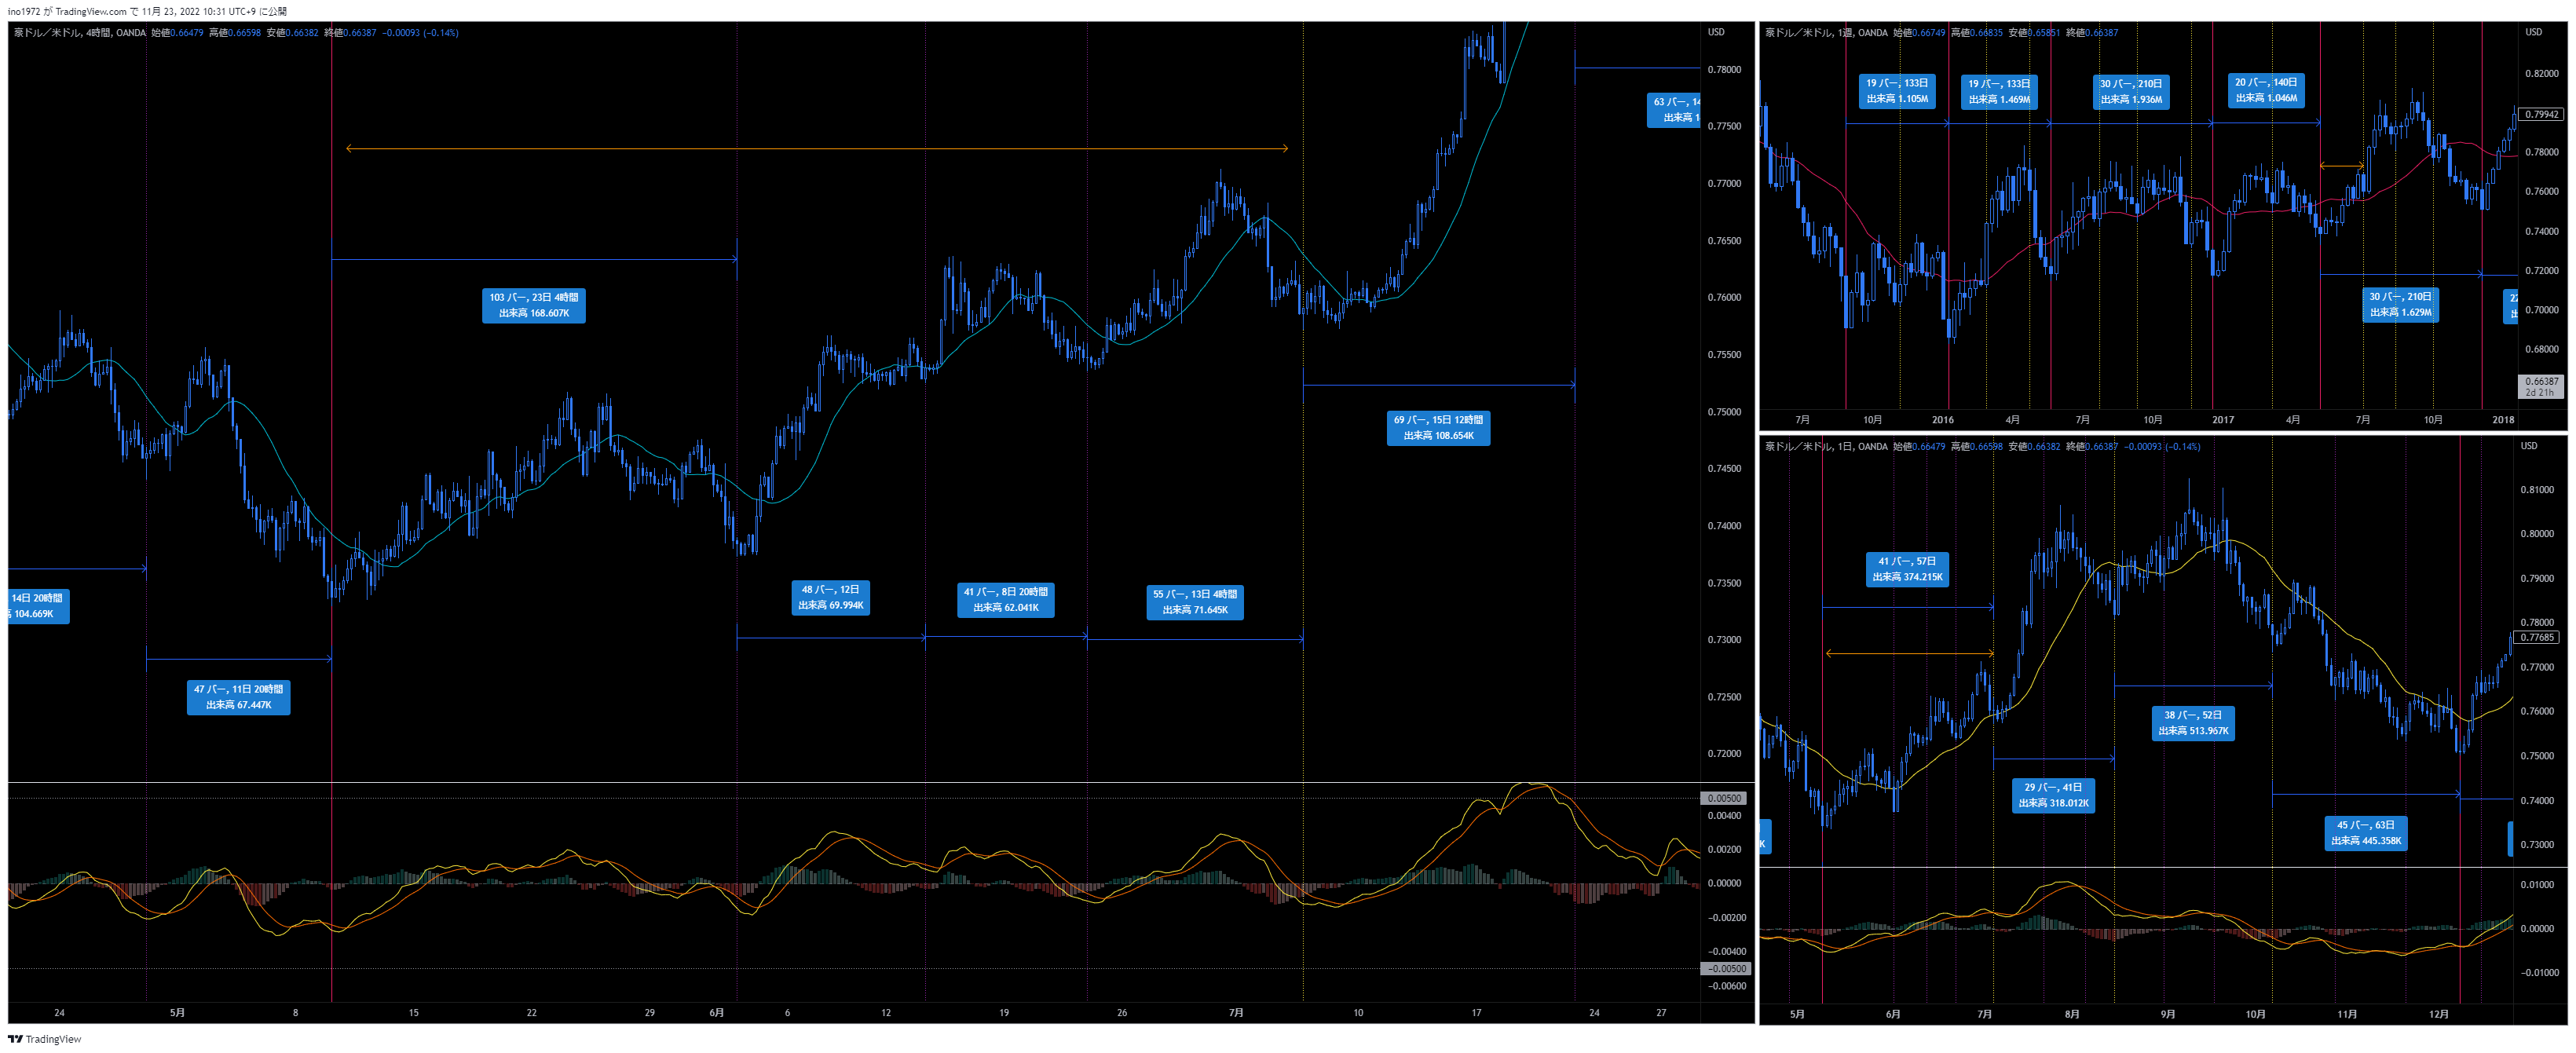 ino1972 が TradingView.com で 11月 23, 2022 10:31 UTC+9 に公開
豪ドル／米ドル, 4時間, OANDA 始値0.66479 高値0.66598 安値0.66382 終値0.66387 −0.00093 (−0.14%)
USD
0.78000
0.77500
0.77000
0.76500
0.76000
0.75500
0.75000
0.74500
0.74000
0.73500
0.73000
0.72500
0.72000
63 バー, 14
出来高 1
103 バー, 23日 4時間
出来高 168.607K
69 バー, 15日 12時間
出来高 108.654K
14日 20時間
104.669K
47 バー, 11日 20時間
出来高 67.447K
48 バー, 12日
出来高 69.994K
41 バー, 8日 20時間
出来高 62.041K
55 バー, 13日 4時間
出来高 71.645K
0.00500
0.00400
0.00200
0.00000
−0.00200
−0.00400
−0.00500
−0.00600
24 5月 8 15 22 29 6月 6 12 19 26 7月 10 17 24 27
豪ドル／米ドル, 1週, OANDA 始値0.66749 高値0.66835 安値0.65851 終値0.66387
USD
19 バー, 133日
出来高 1.105M
19 バー, 133日
出来高 1.469M
30 バー, 210日
出来高 1.936M
20 バー, 140日
出来高 1.046M
30 バー, 210日
出来高 1.629M
22
出
0.82000
0.79942
0.78000
0.76000
0.74000
0.72000
0.70000
0.68000
0.66387
2d 21h
7月 10月 2016 4月 7月 10月 2017 4月 7月 10月 2018
豪ドル／米ドル, 1日, OANDA 始値0.66479 高値0.66598 安値0.66382 終値0.66387 −0.00093 (−0.14%)
USD
41 バー, 57日
出来高 374.215K
29 バー, 41日
出来高 318.012K
38 バー, 52日
出来高 513.967K
45 バー, 63日
出来高 445.358K
K
0.81000
0.80000
0.79000
0.78000
0.77685
0.77000
0.76000
0.75000
0.74000
0.73000
0.01000
0.00000
−0.01000
5月 6月 7月 8月 9月 10月 11月 12月
TradingView